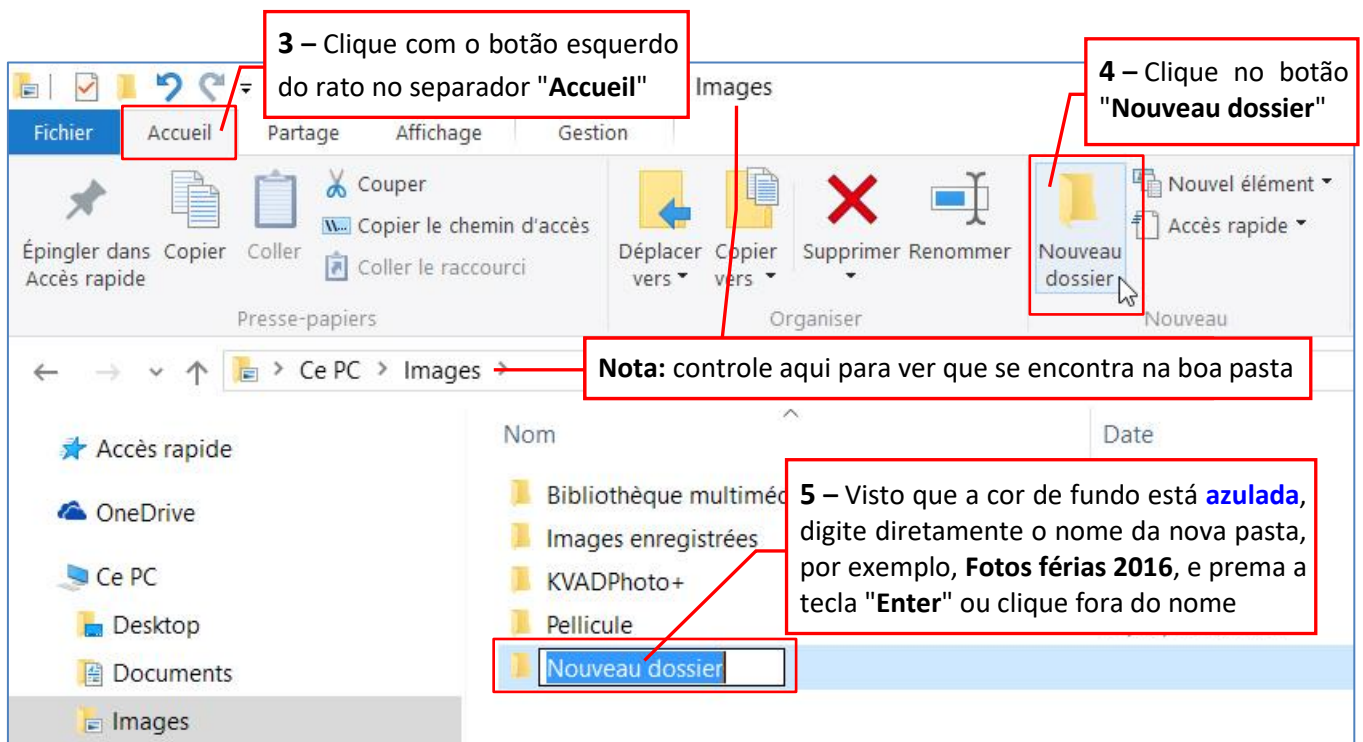 3 – Clique com o botão esquerdo
do rato no separador "Accueil"
4 – Clique no botão
"Nouveau dossier"
Images
Fichier Accueil Partage Affichage Gestion
Épingler dans
Accès rapide
Copier
Coller
Couper
Copier le chemin d'accès
Coller le raccourci
Presse-papiers
Déplacer
vers
Copier
vers
Supprimer
Renommer
Organiser
Nouveau
dossier
Nouvel élément
Accès rapide
Nouveau
Ce PC > Images >
Nota: controle aqui para ver que se encontra na boa pasta
Accès rapide
OneDrive
Ce PC
Desktop
Documents
Images
Nom Date
Bibliothèque
Images enregistrées
KVADPhoto+
Pellicule
Nouveau dossier
5 – Visto que a cor de fundo está azulada,
digite diretamente o nome da nova pasta,
por exemplo, Fotos férias 2016, e prema a
tecla "Enter" ou clique fora do nome